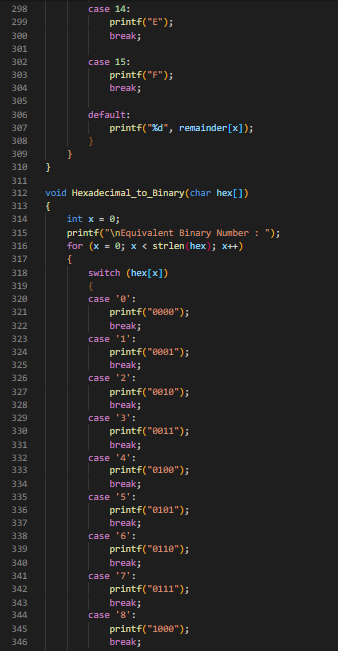 298 case 14:
299 printf("E");
300 break;
301
302 case 15:
303 printf("F");
304 break;
305
306 default:
307 printf("%d", remainder[x]);
308 }
309 }
310 }
311
312 void Hexadecimal_to_Binary(char hex[])
313 {
314 int x = 0;
315 printf("\nEquivalent Binary Number : ");
316 for (x = 0; x < strlen(hex); x++)
317 {
318 switch (hex[x])
319 {
320 case '0':
321 printf("0000");
322 break;
323 case '1':
324 printf("0001");
325 break;
326 case '2':
327 printf("0010");
328 break;
329 case '3':
330 printf("0011");
331 break;
332 case '4':
333 printf("0100");
334 break;
335 case '5':
336 printf("0101");
337 break;
338 case '6':
339 printf("0110");
340 break;
341 case '7':
342 printf("0111");
343 break;
344 case '8':
345 printf("1000");
346 break;